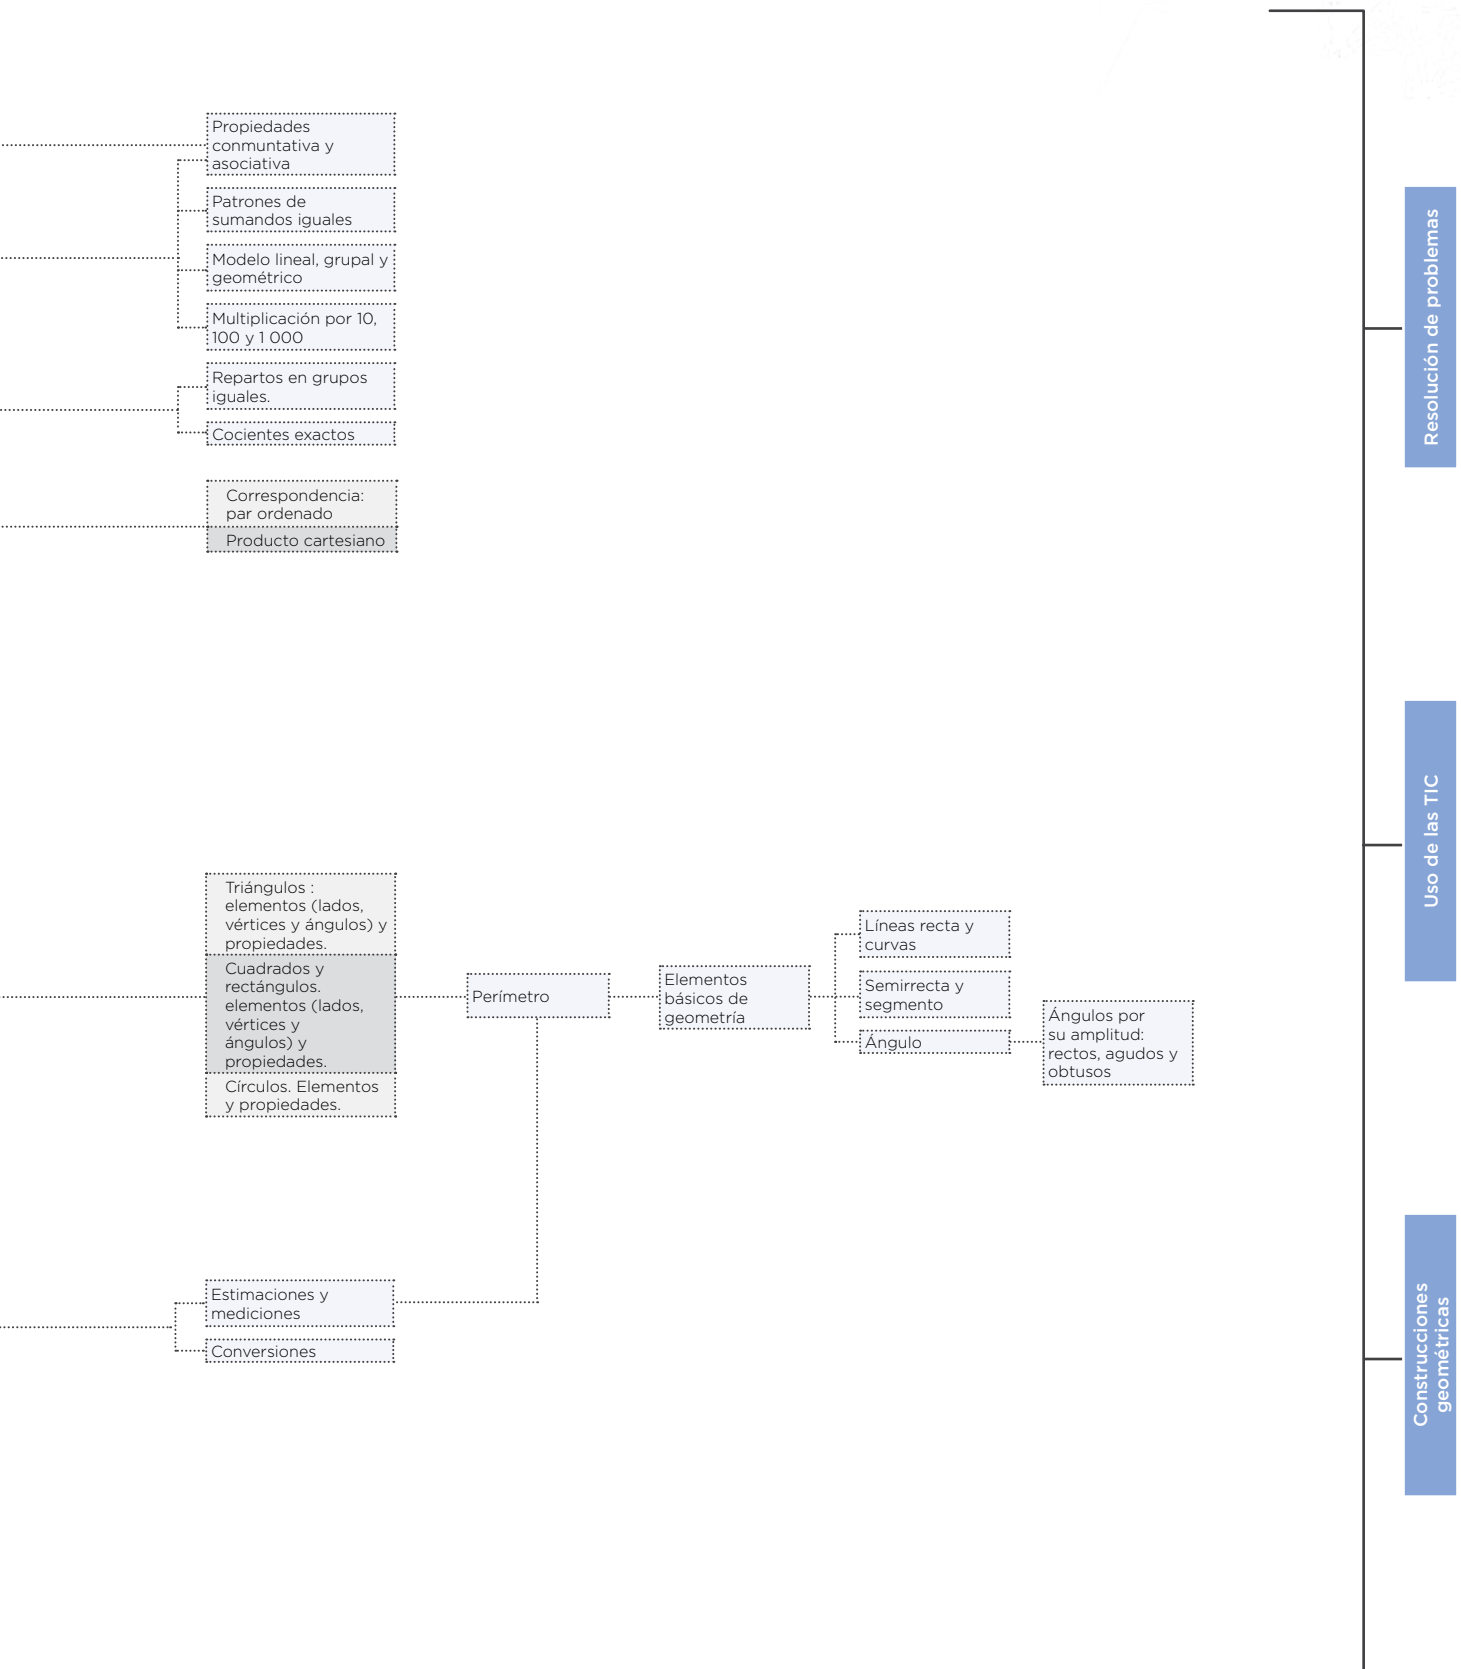 Propiedades
conmuntativa y
asociativa
Patrones de
sumandos iguales
Modelo lineal, grupal y
geométrico
Multiplicación por 10,
100 y 1 000
Repartos en grupos
iguales.
Cocientes exactos
Correspondencia:
par ordenado
Producto cartesiano
Triángulos :
elementos (lados,
vértices y ángulos) y
propiedades.
Cuadrados y
rectángulos.
elementos (lados,
vértices y
ángulos) y
propiedades.
Círculos. Elementos
y propiedades.
Perímetro
Elementos
básicos de
geometría
Líneas recta y
curvas
Semirrecta y
segmento
Ángulo
Ángulos por
su amplitud:
rectos, agudos y
obtusos
Estimaciones y
mediciones
Conversiones
Resolución de problemas
Uso de las TIC
Construcciones
geométricas